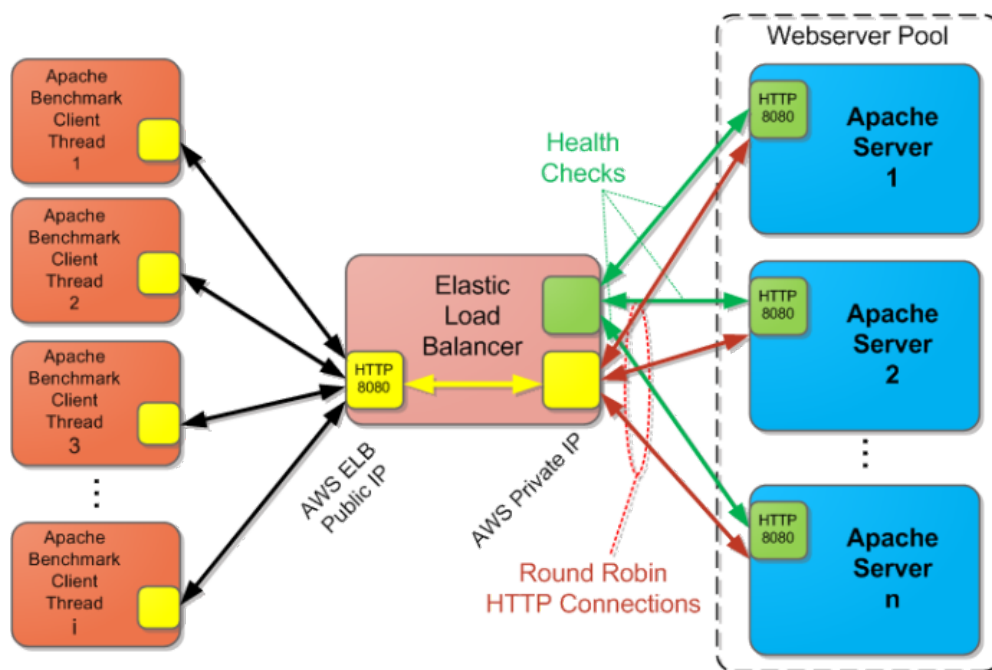 Apache
Benchmark
Client
Thread
1
Apache
Benchmark
Client
Thread
2
Apache
Benchmark
Client
Thread
3
Apache
Benchmark
Client
Thread
i
Elastic
Load
Balancer
HTTP
8080
AWS ELB
Public IP
AWS Private IP
Health
Checks
Round Robin
HTTP Connections
Webserver Pool
HTTP
8080
Apache
Server
1
HTTP
8080
Apache
Server
2
HTTP
8080
Apache
Server
n